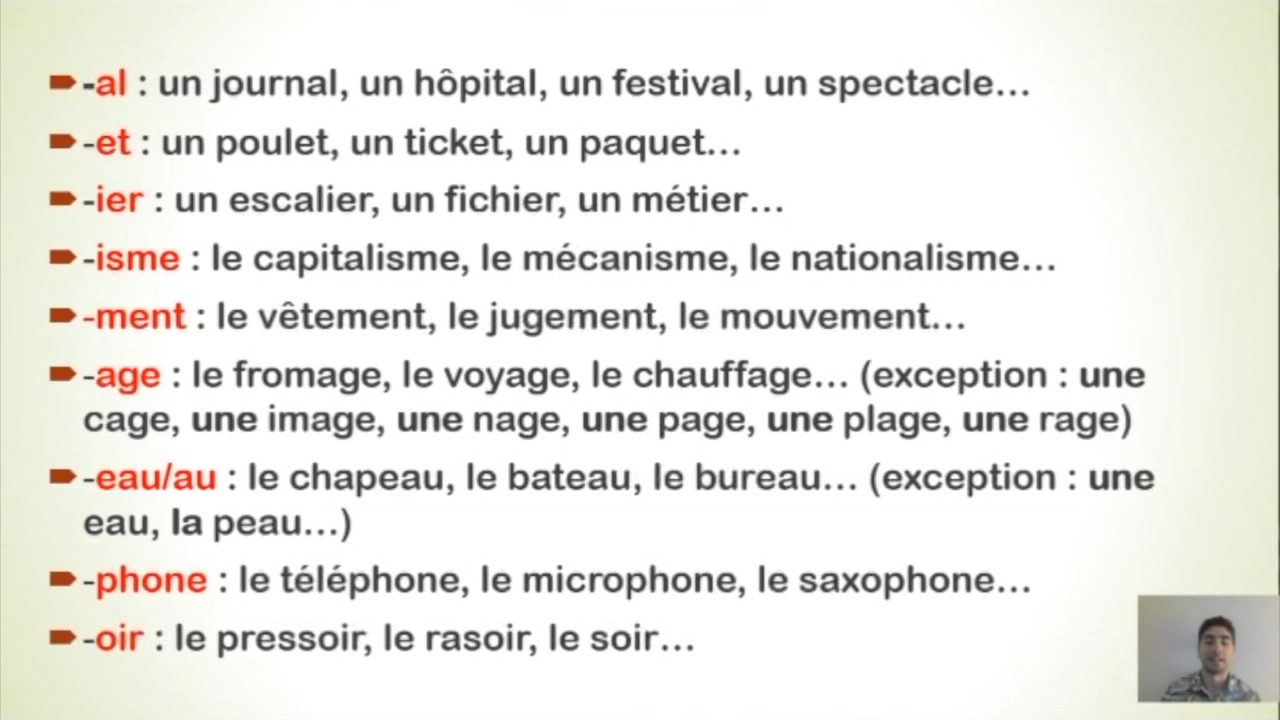 -al : un journal, un hôpital, un festival, un spectacle...
-et : un poulet, un ticket, un paquet...
-ier : un escalier, un fichier, un métier...
-isme : le capitalisme, le mécanisme, le nationalisme...
-ment : le vêtement, le jugement, le mouvement...
-age : le fromage, le voyage, le chauffage... (exception : une
cage, une image, une nage, une page, une plage, une rage)
-eau/au : le chapeau, le bateau, le bureau... (exception : une
eau, la peau...)
-phone : le téléphone, le microphone, le saxophone...
-oir : le pressoir, le rasoir, le soir...